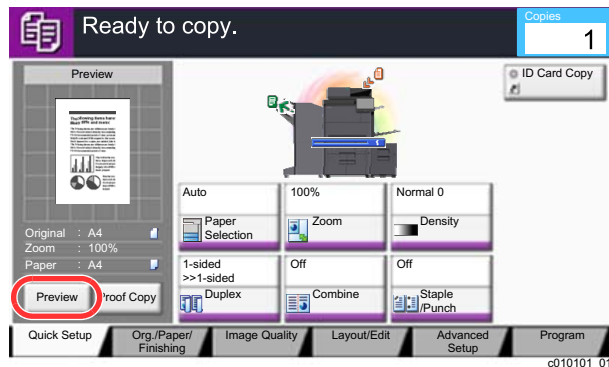 Ready to copy.
Copies
1
Preview
ID Card Copy
Original : A4
Zoom : 100%
Paper : A4
Preview
Proof Copy
Auto
Paper
Selection
100%
Zoom
Normal 0
Density
1-sided
>>1-sided
Duplex
Off
Combine
Off
Staple
/Punch
Quick Setup
Org./Paper/
Finishing
Image Quality
Layout/Edit
Advanced
Setup
Program
c010101_01